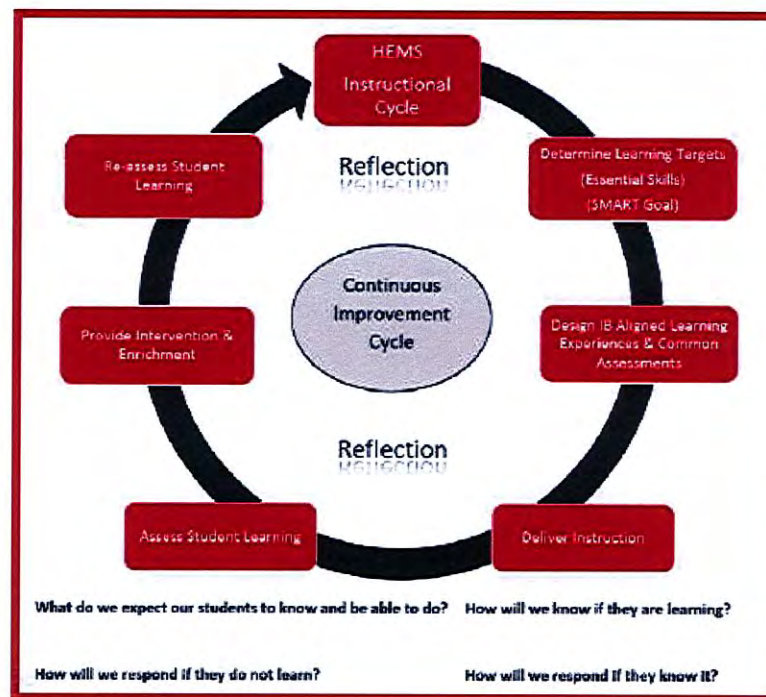 HEMS
Instructional
Cycle
Reflection
Determine Learning Targets
(Essential Skills)
(SMART Goal)
Design IB Aligned Learning
Experiences & Common
Assessments
Deliver Instruction
Assess Student Learning
Provide Intervention &
Enrichment
Re-assess Student
Learning
Continuous
Improvement
Cycle
Reflection
What do we expect our students to know and be able to do?
How will we know if they are learning?
How will we respond if they do not learn?
How will we respond if they know it?